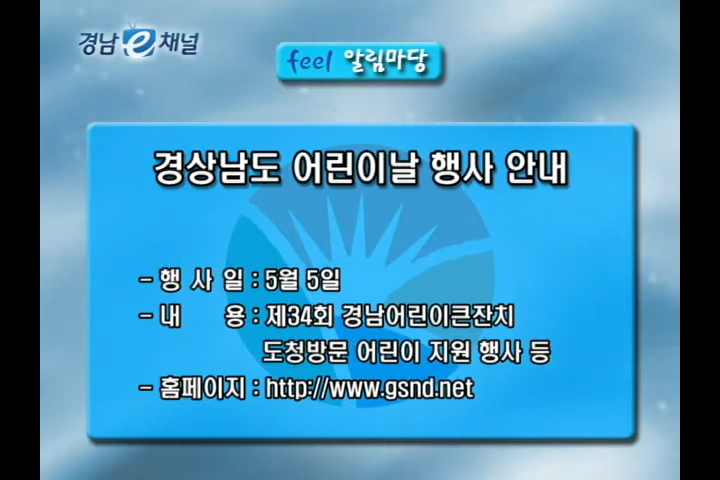 경남 e 채널
feel 알림마당
경상남도 어린이날 행사 안내
- 행 사 일 : 5월 5일
- 내 용 : 제34회 경남어린이큰잔치
도청방문 어린이 지원 행사 등
- 홈페이지 : http://www.gsnd.net